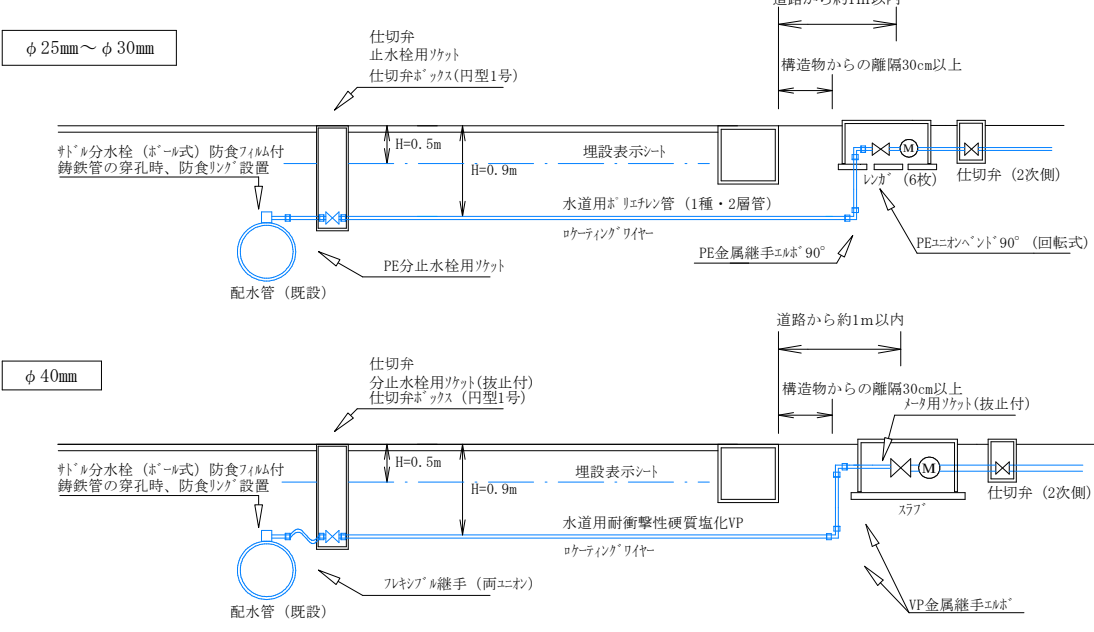 道路から約1m以内
φ25mm～φ30mm
仕切弁
止水栓用ｿｹｯﾄ
仕切弁ﾎﾞｯｸｽ(円型1号)
構造物からの離隔30cm以上
H=0.5m
H=0.9m
ｻﾄﾞﾙ分水栓 (ﾎﾞｰﾙ式) 防食ﾌｨﾙﾑ付
鋳鉄管の穿孔時、防食ﾘﾝｸﾞ設置
埋設表示ｼｰﾄ
M
ﾚﾝｶﾞ (6枚)
仕切弁 (2次側)
水道用ﾎﾟﾘｴﾁﾚﾝ管 (1種・2層管)
ﾛｹｰﾃｨﾝｸﾞﾜｲﾔｰ
PE金属継手ｴﾙﾎﾞ90°
PEﾕﾆｵﾝﾍﾞﾝﾄﾞ90° (回転式)
PE分止水栓用ｿｹｯﾄ
配水管 (既設)
道路から約1m以内
φ40mm
仕切弁
分止水栓用ｿｹｯﾄ(抜止付)
仕切弁ﾎﾞｯｸｽ (円型1号)
構造物からの離隔30cm以上
ﾒｰﾀ用ｿｹｯﾄ(抜止付)
H=0.5m
H=0.9m
ｻﾄﾞﾙ分水栓 (ﾎﾞｰﾙ式) 防食ﾌｨﾙﾑ付
鋳鉄管の穿孔時、防食ﾘﾝｸﾞ設置
埋設表示ｼｰﾄ
M
仕切弁 (2次側)
ｽﾗﾌﾞ
水道用耐衝撃性硬質塩化VP
ﾛｹｰﾃｨﾝｸﾞﾜｲﾔｰ
ﾌﾚｷｼﾌﾞﾙ継手 (両ﾕﾆｵﾝ)
VP金属継手ｴﾙﾎﾞ
配水管 (既設)